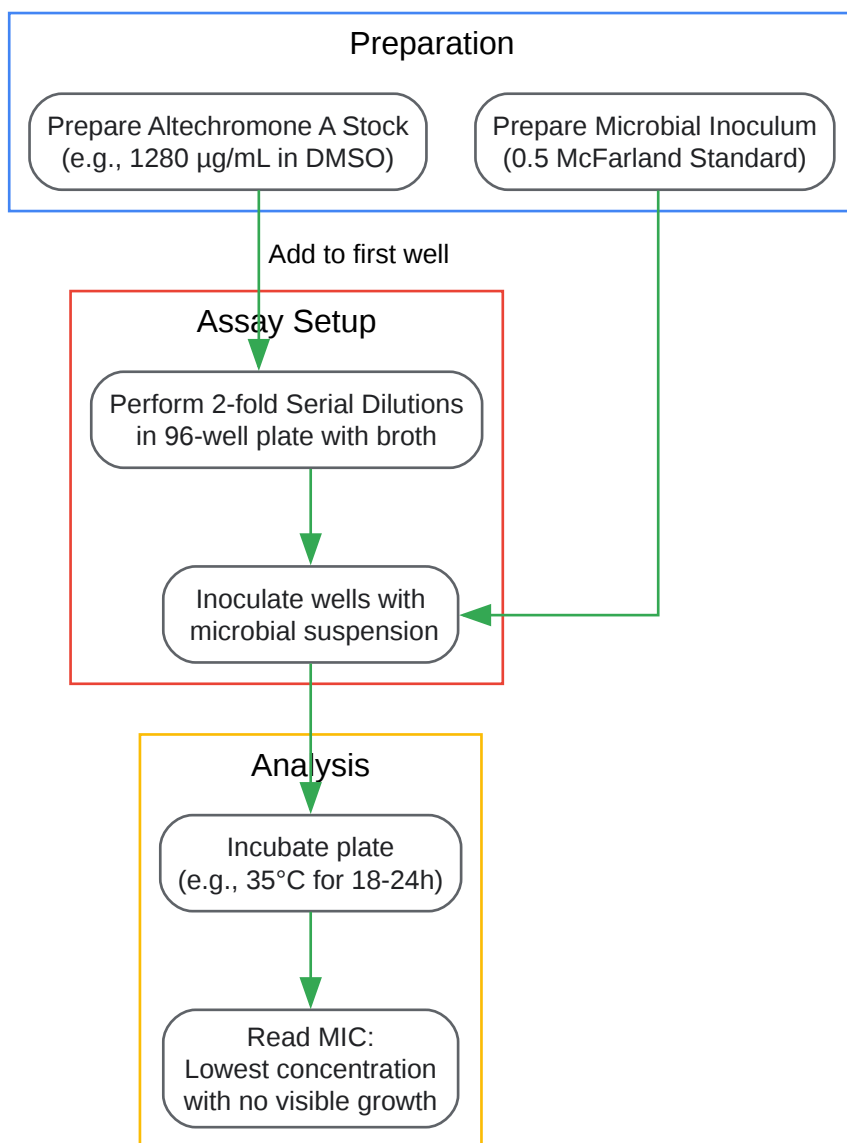 Preparation
Prepare Altechromone A Stock
(e.g., 1280 µg/mL in DMSO)
Prepare Microbial Inoculum
(0.5 McFarland Standard)
Add to first well
Assay Setup
Perform 2-fold Serial Dilutions
in 96-well plate with broth
Inoculate wells with
microbial suspension
Analysis
Incubate plate
(e.g., 35°C for 18-24h)
Read MIC:
Lowest concentration
with no visible growth